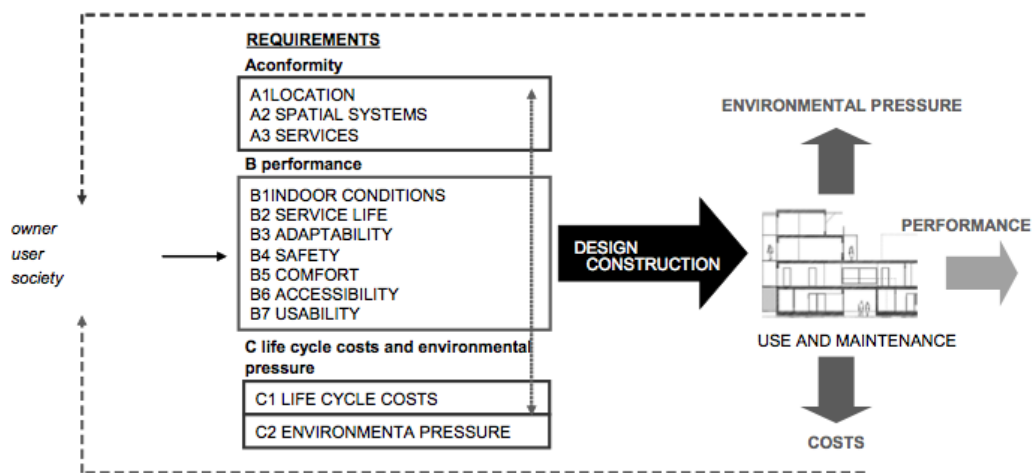 REQUIREMENTS
Aconformity
A1LOCATION
A2 SPATIAL SYSTEMS
A3 SERVICES
B performance
B1INDOOR CONDITIONS
B2 SERVICE LIFE
B3 ADAPTABILITY
B4 SAFETY
B5 COMFORT
B6 ACCESSIBILITY
B7 USABILITY
C life cycle costs and environmental
pressure
C1 LIFE CYCLE COSTS
C2 ENVIRONMENTA PRESSURE
owner
user
society
DESIGN
CONSTRUCTION
ENVIRONMENTAL PRESSURE
PERFORMANCE
USE AND MAINTENANCE
COSTS